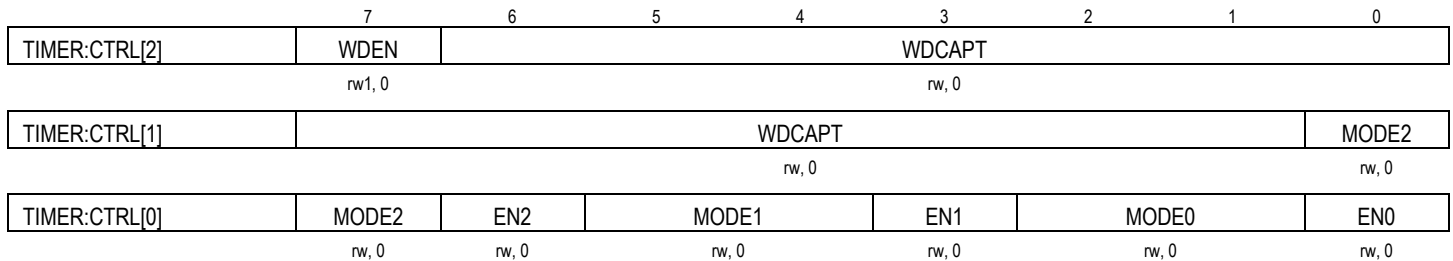 7 6 5 4 3 2 1 0
TIMER:CTRL[2] WDEN WDCAPT
rw1, 0 rw, 0
TIMER:CTRL[1] WDCAPT MODE2
rw, 0 rw, 0
TIMER:CTRL[0] MODE2 EN2 MODE1 EN1 MODE0 EN0
rw, 0 rw, 0 rw, 0 rw, 0 rw, 0 rw, 0